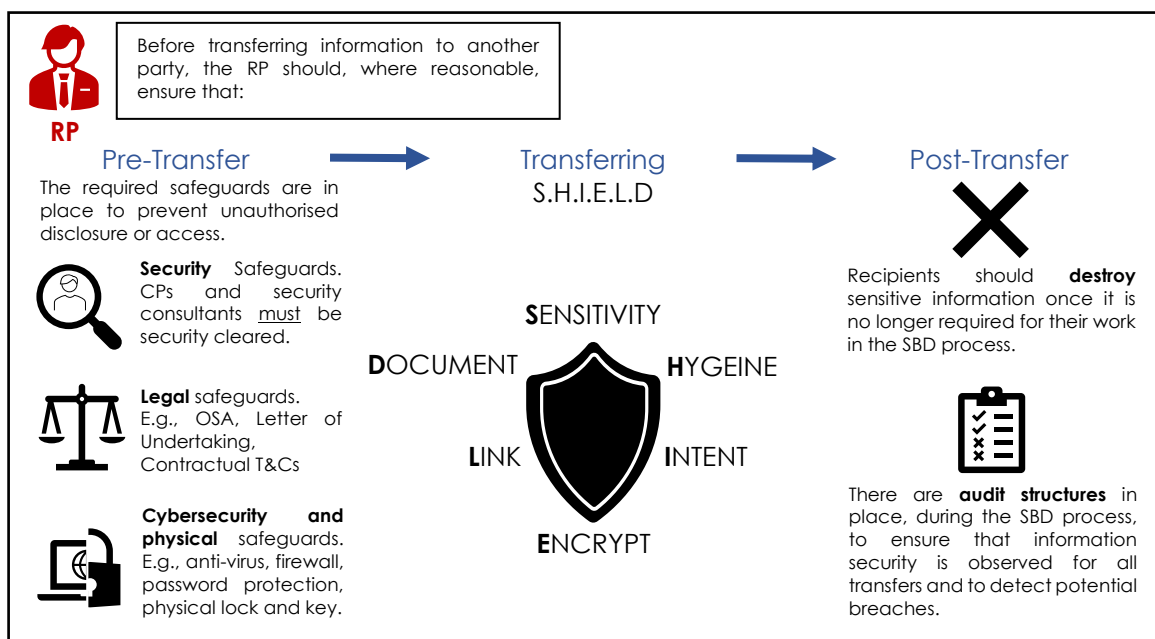 Before transferring information to another
party, the RP should, where reasonable,
ensure that:
RP
Pre-Transfer
The required safeguards are in
place to prevent unauthorised
disclosure or access.
Security Safeguards.
CPs and security
consultants must be
security cleared.
Legal safeguards.
E.g., OSA, Letter of
Undertaking,
Contractual T&Cs
Cybersecurity and
physical safeguards.
E.g., anti-virus, firewall,
password protection,
physical lock and key.
Transferring
S.H.I.E.L.D
SENSITIVITY
DOCUMENT
HYGEINE
LINK
INTENT
ENCRYPT
Post-Transfer
Recipients should destroy
sensitive information once it is
no longer required for their work
in the SBD process.
There are audit structures in
place, during the SBD process,
to ensure that information
security is observed for all
transfers and to detect potential
breaches.